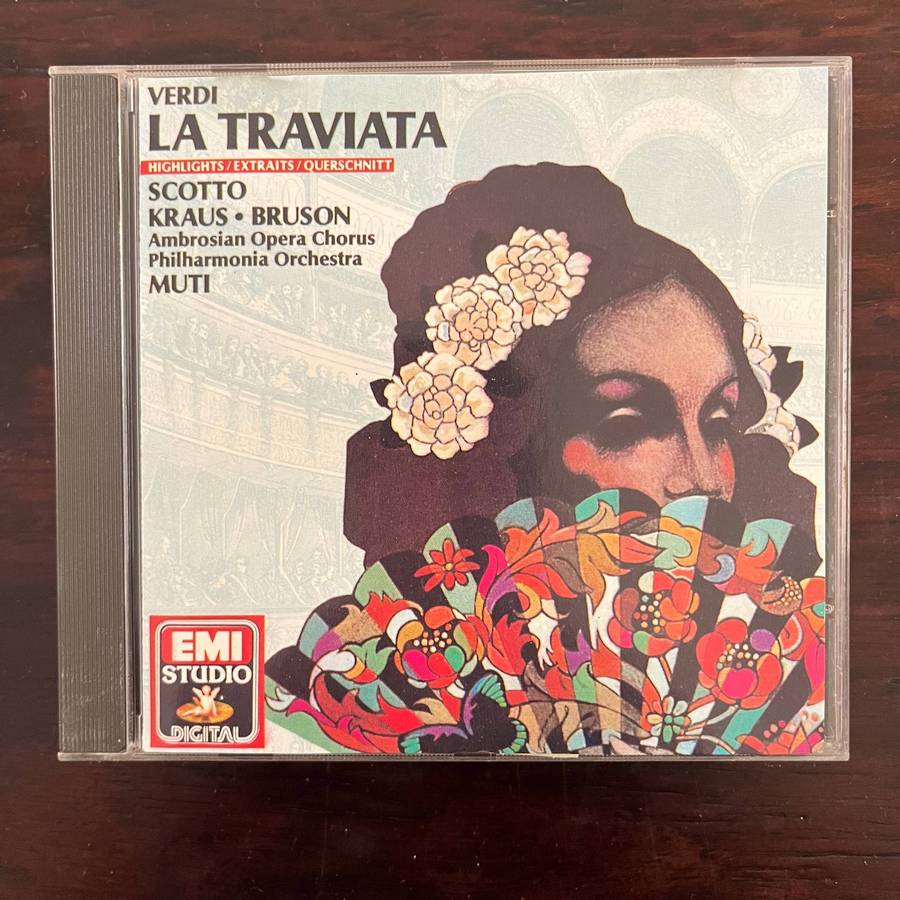 VERDI
LA TRAVIATA
HIGHLIGHTS/EXTRAITS/QUERSCHNITT
SCOTTO
KRAUS • BRUSON
Ambrosian Opera Chorus
Philharmonia Orchestra
MUTI
EMI
STUDIO
DIGITAL